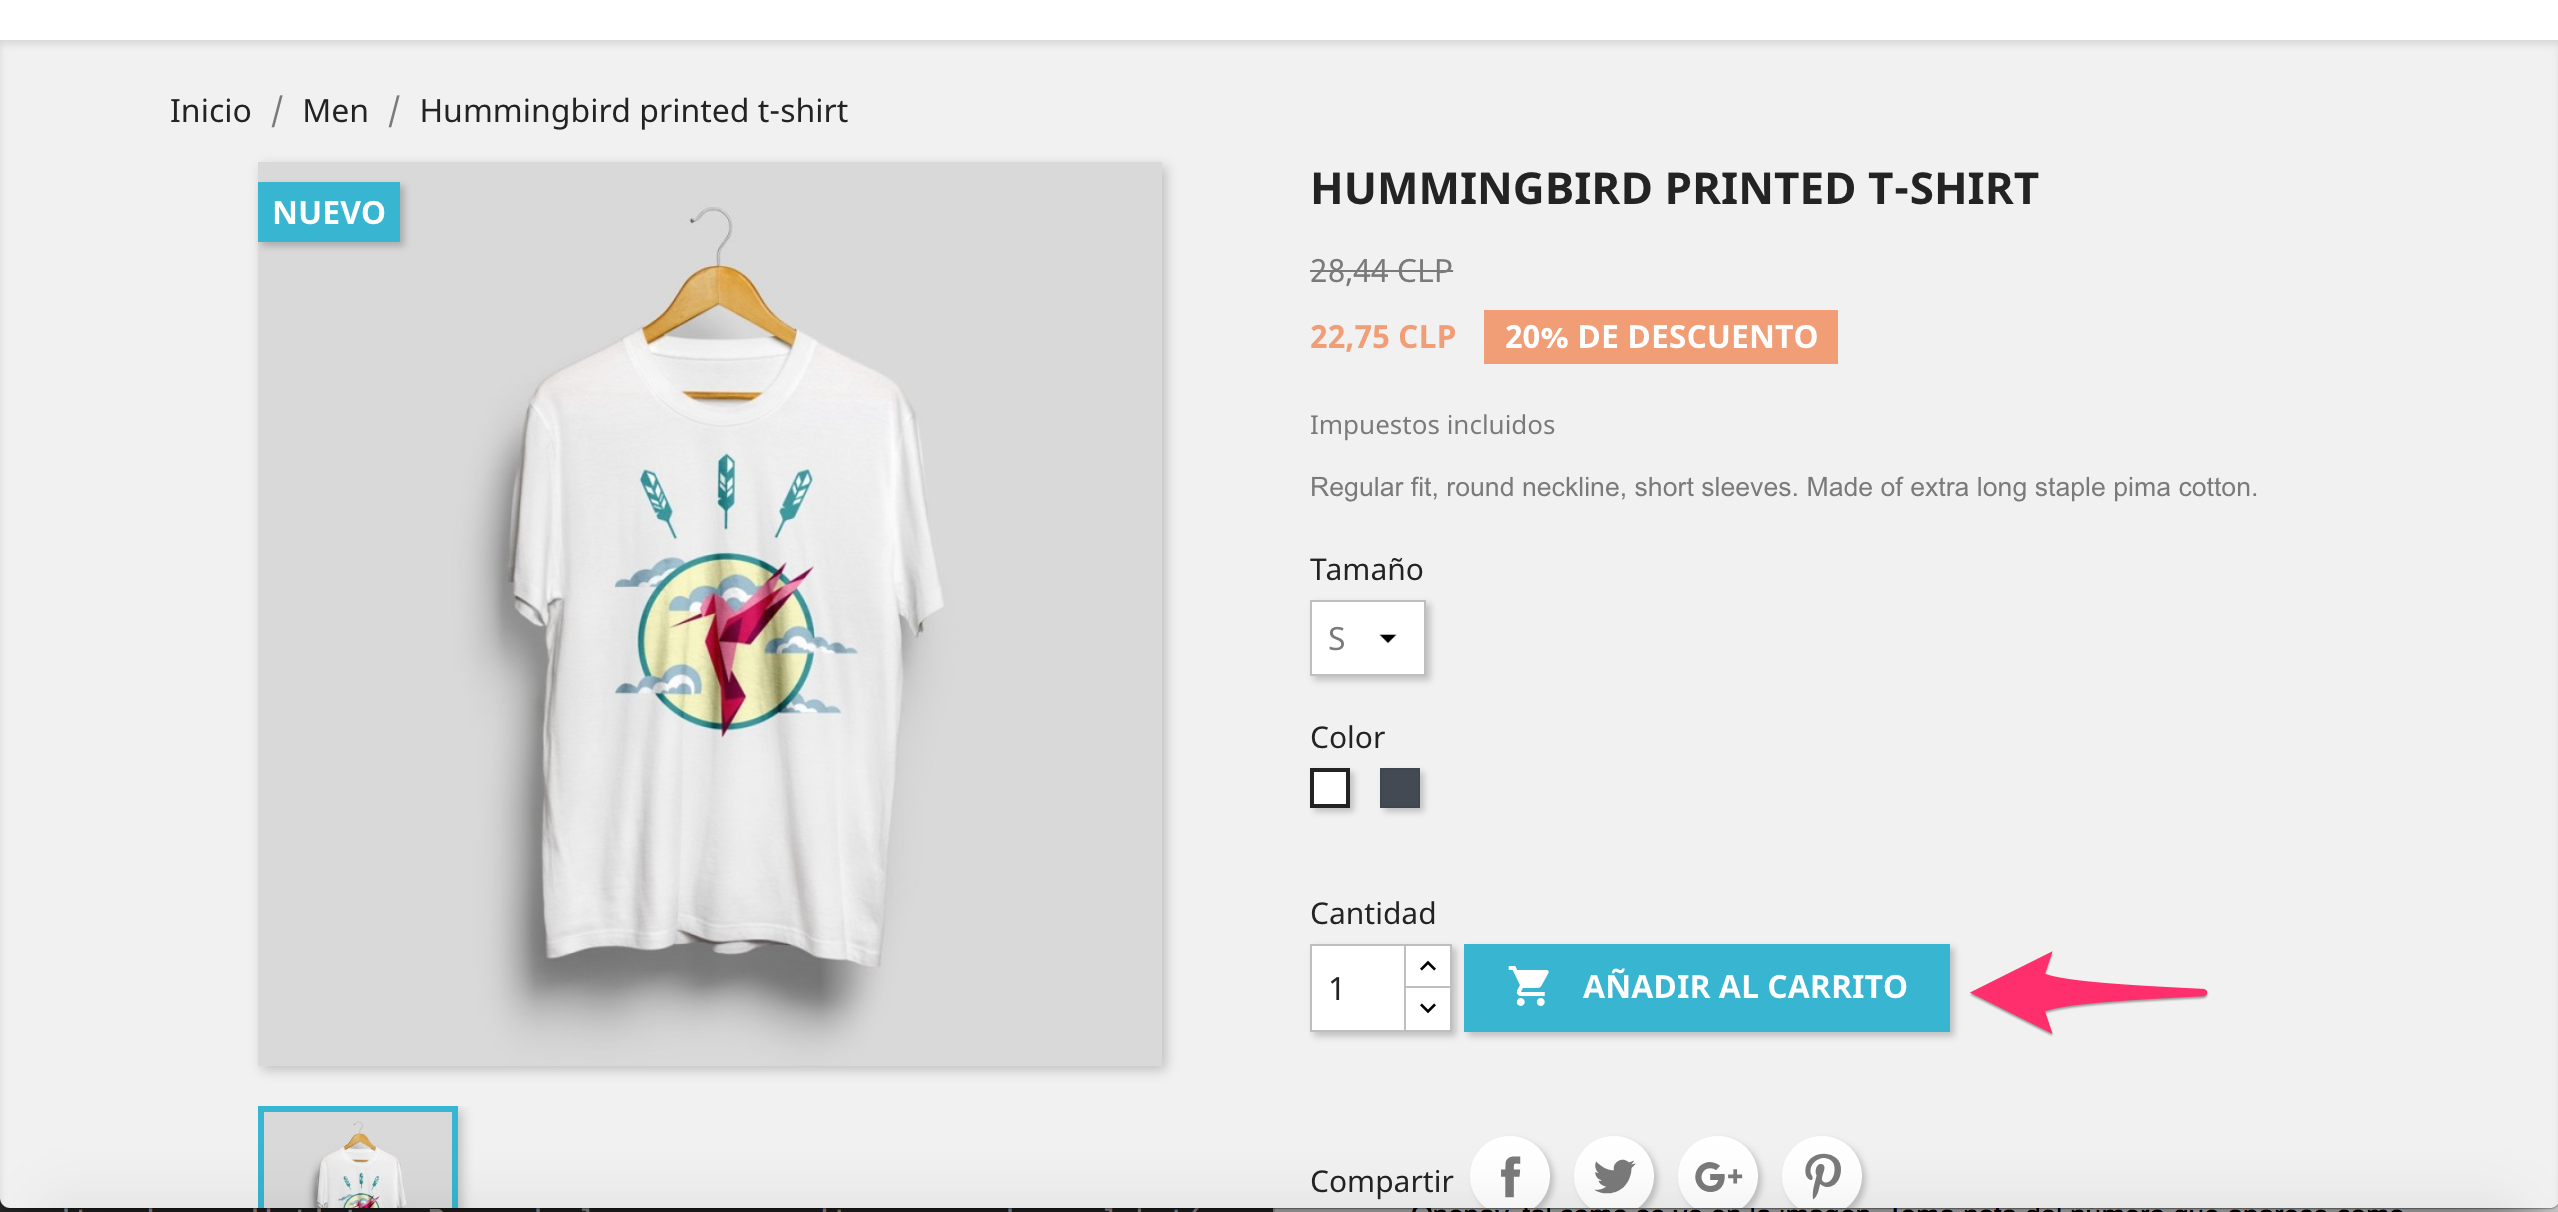 Inicio / Men / Hummingbird printed t-shirt
NUEVO
HUMMINGBIRD PRINTED T-SHIRT
28,44 CLP
22,75 CLP 20% DE DESCUENTO
Impuestos incluidos
Regular fit, round neckline, short sleeves. Made of extra long staple pima cotton.
Tamaño
S
Color
Cantidad
1 AÑADIR AL CARRITO
Compartir